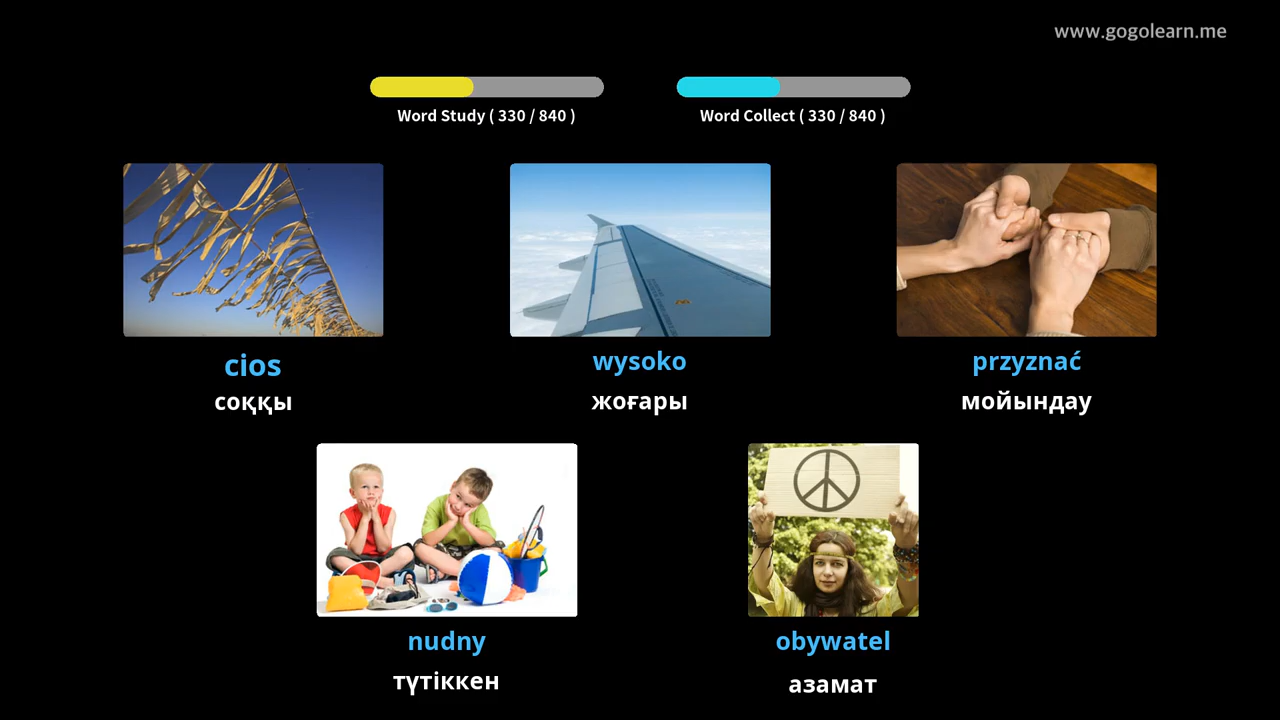 www.gogolearn.me
Word Study ( 330 / 840 )
Word Collect ( 330 / 840 )
cios
соққы
wysoko
жоғары
przyznać
мойындау
nudny
түтіккен
obywatel
азамат